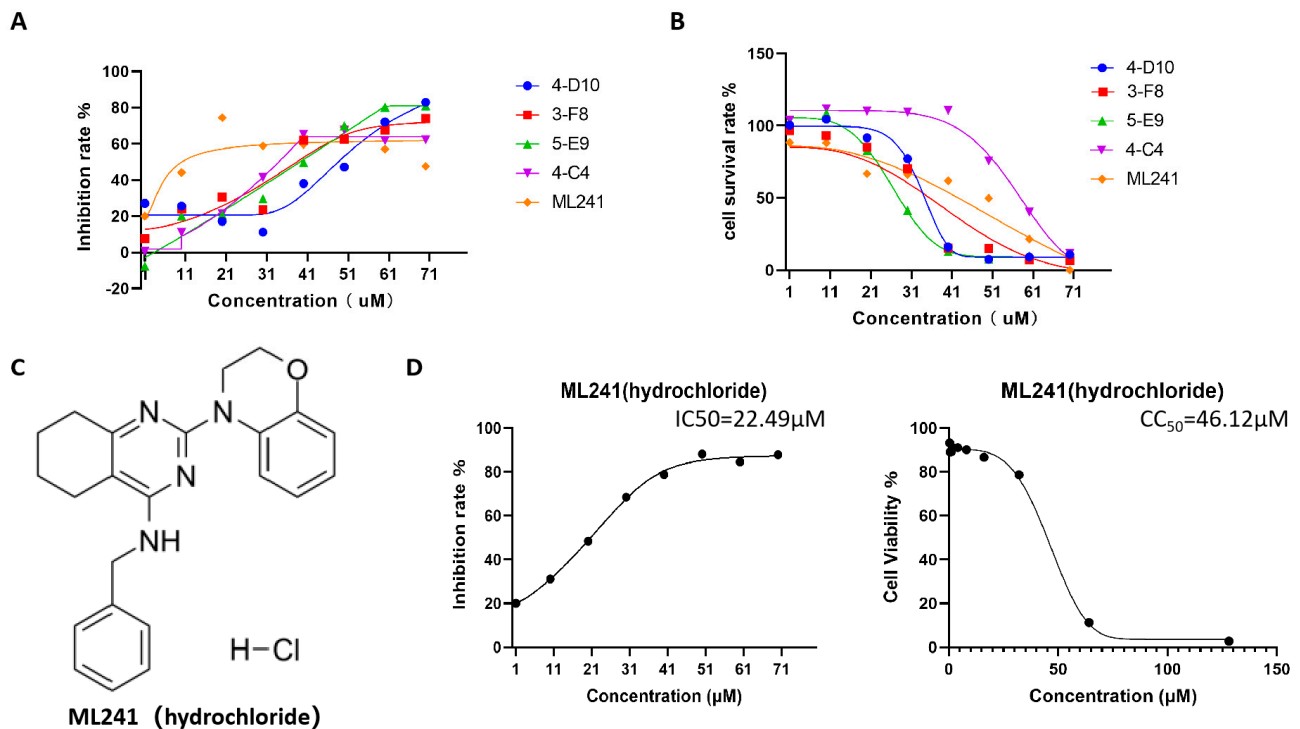 A
Inhibition rate %
100
80
60
40
20
0
-20
1 11 21 31 41 51 61 71
Concentration ( uM)
4-D10
3-F8
5-E9
4-C4
ML241
B
cell survival rate %
150
100
50
0
1 11 21 31 41 51 61 71
Concentration ( uM)
4-D10
3-F8
5-E9
4-C4
ML241
C
O
N
N
N
NH
H-Cl
ML241 (hydrochloride)
D
ML241(hydrochloride)
IC50=22.49μM
Inhibition rate %
100
80
60
40
20
0
1 11 21 31 41 51 61 71
Concentration (μM)
ML241(hydrochloride)
CC50=46.12μM
Cell Viability %
100
80
60
40
20
0
0 50 100 150
Concentration (μM)